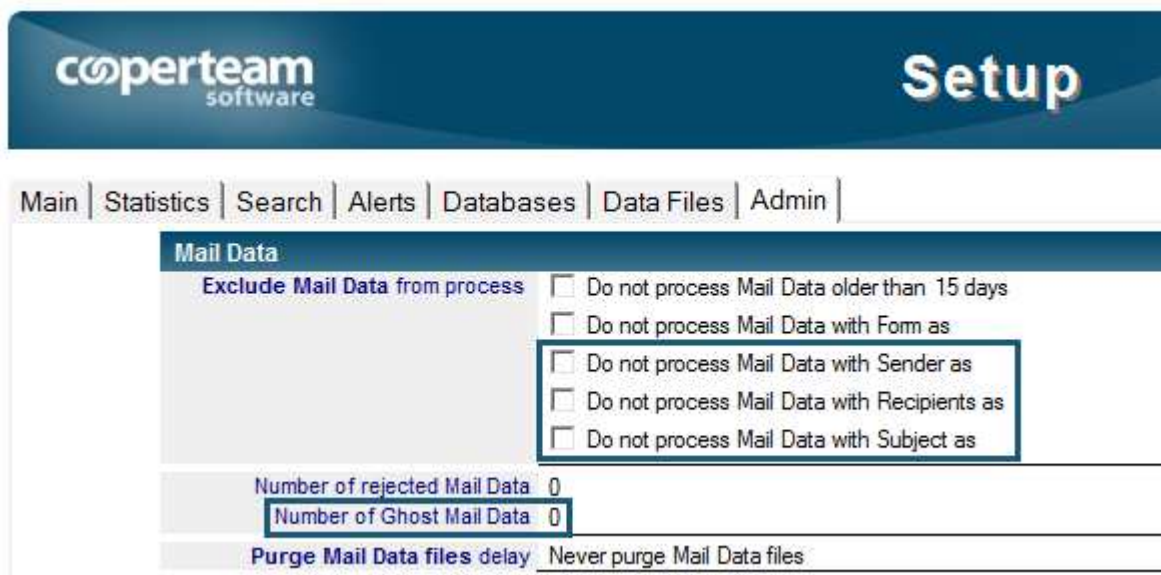 cooperteam
software
Setup
Main | Statistics | Search | Alerts | Databases | Data Files | Admin
Mail Data
Exclude Mail Data from process
Do not process Mail Data older than 15 days
Do not process Mail Data with Form as
Do not process Mail Data with Sender as
Do not process Mail Data with Recipients as
Do not process Mail Data with Subject as
Number of rejected Mail Data 0
Number of Ghost Mail Data 0
Purge Mail Data files delay Never purge Mail Data files